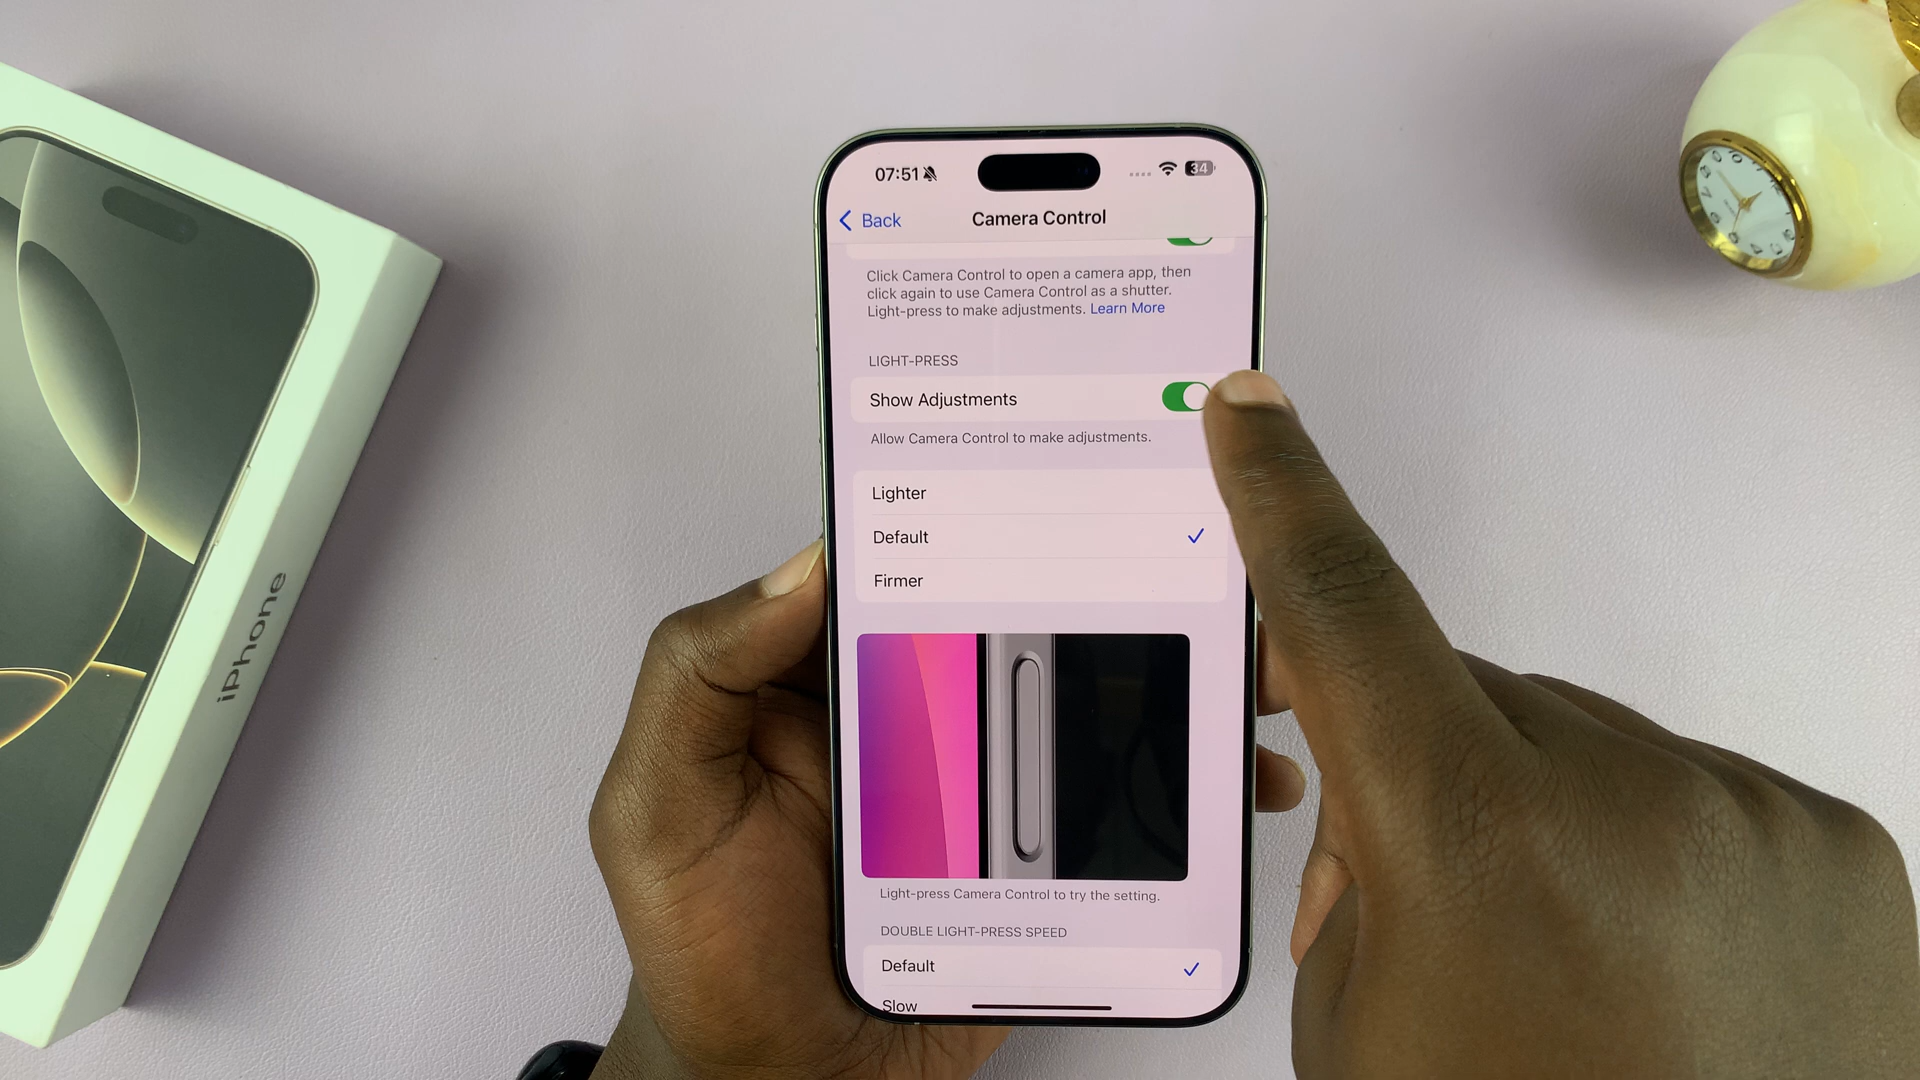 iPhone
07:51
34
Back
Camera Control
Click Camera Control to open a camera app, then
click again to use Camera Control as a shutter.
Light-press to make adjustments. Learn More
LIGHT-PRESS
Show Adjustments
Allow Camera Control to make adjustments.
Lighter
Default
Firmer
Light-press Camera Control to try the setting.
DOUBLE LIGHT-PRESS SPEED
Default
Slow